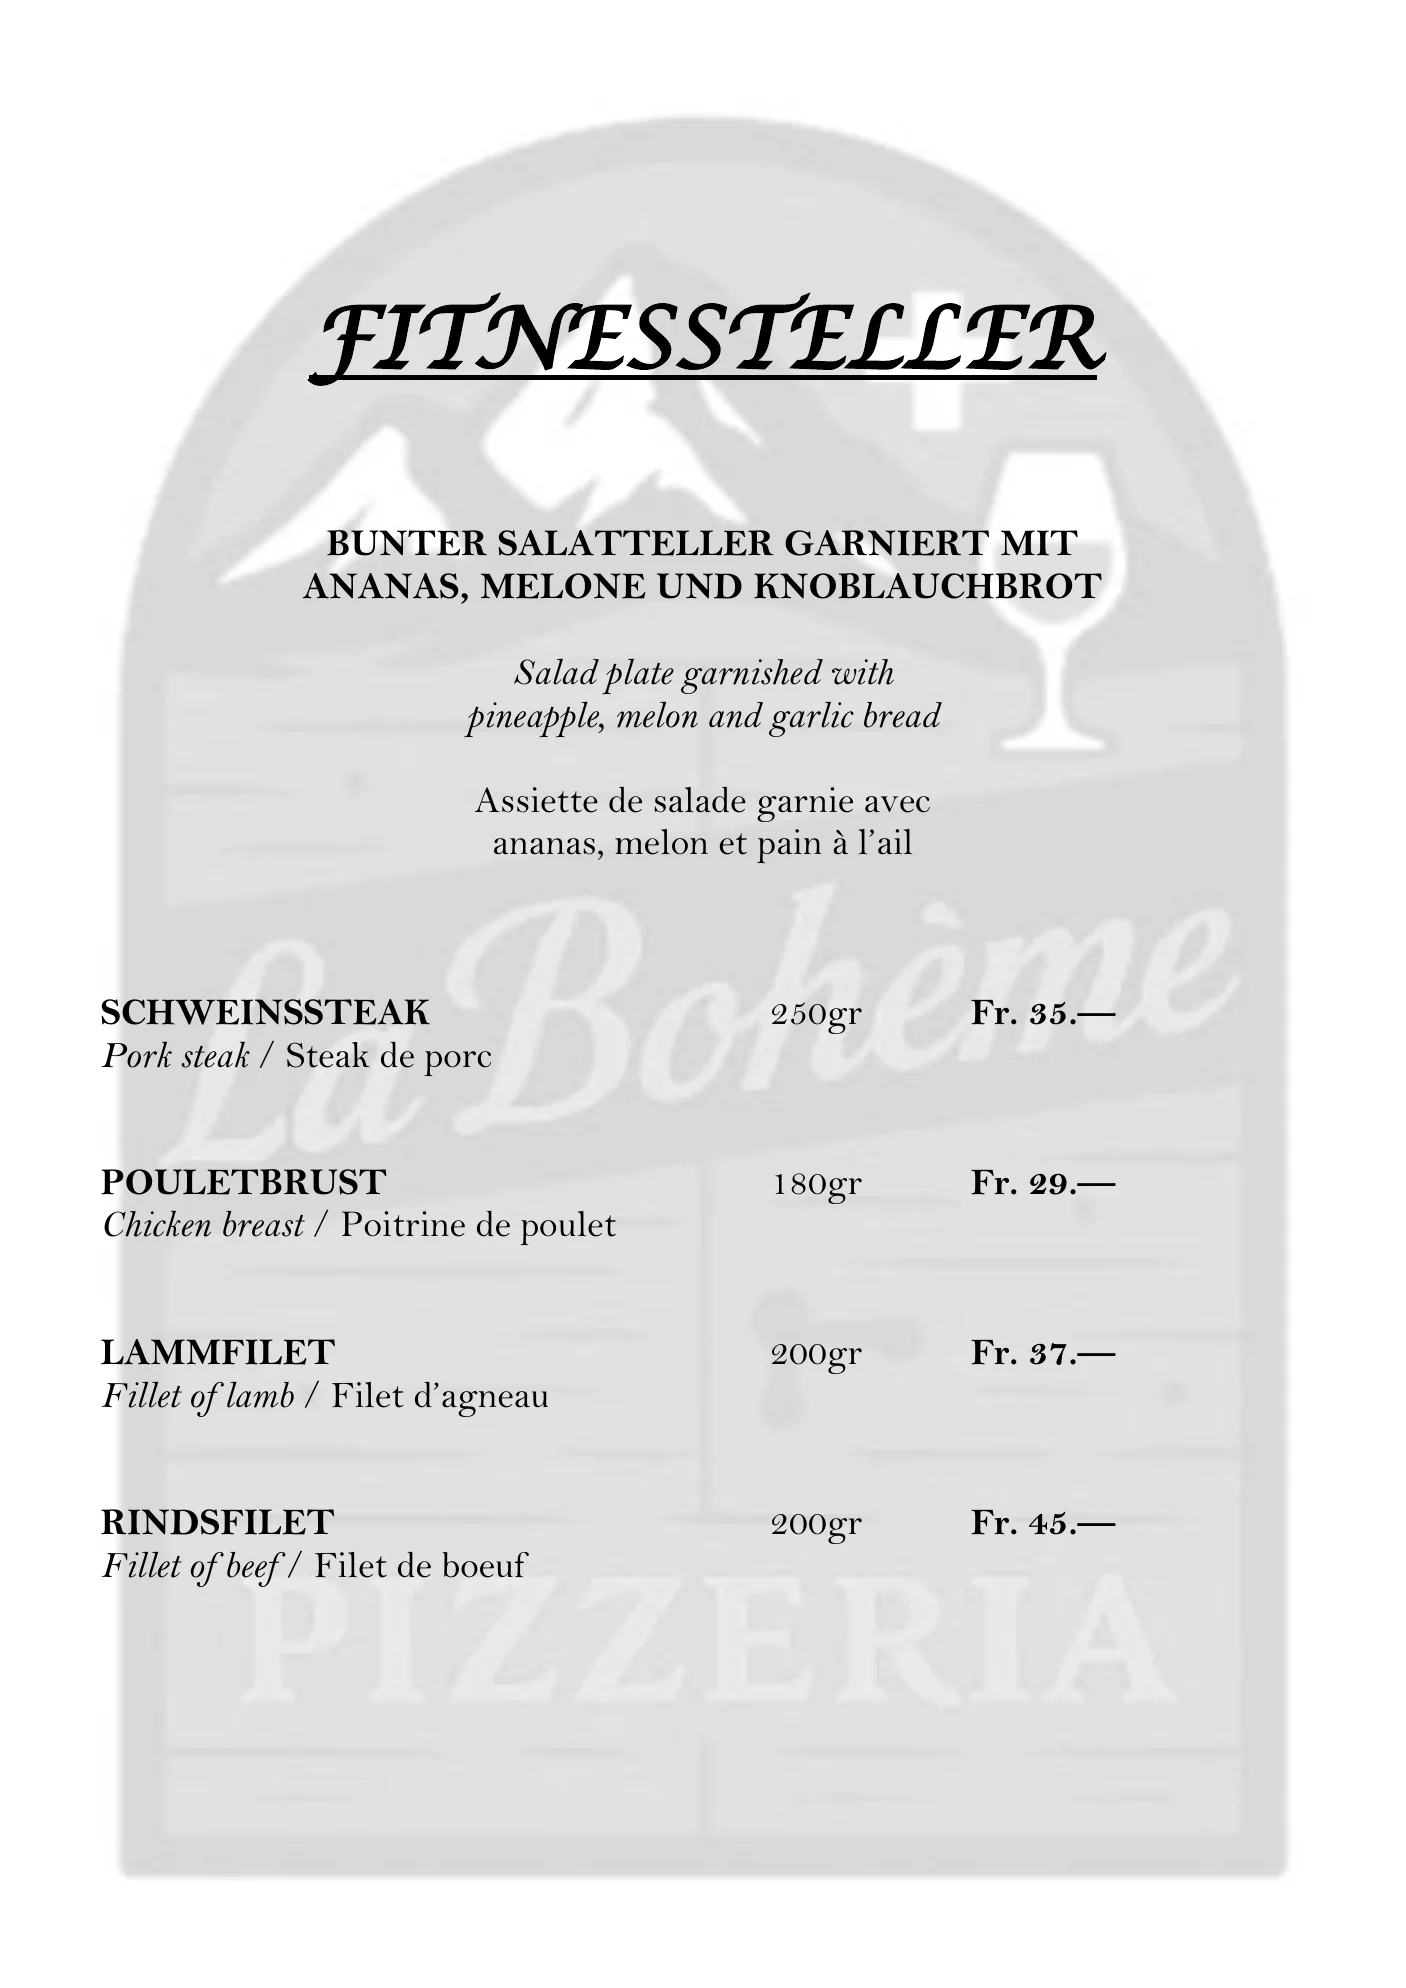 FITNESSTELLER
BUNTER SALATTELLER GARNIERT MIT
ANANAS, MELONE UND KNOBLAUCHBROT
Salad plate garnished with
pineapple, melon and garlic bread
Assiette de salade garnie avec
ananas, melon et pain à l’ail
La Bohème
SCHWEINSSTEAK 250gr Fr. 35.—
Pork steak / Steak de porc
POULETBRUST 180gr Fr. 29.—
Chicken breast / Poitrine de poulet
LAMMFILET 200gr Fr. 37.—
Fillet of lamb / Filet d’agneau
RINDSFILET 200gr Fr. 45.—
Fillet of beef / Filet de boeuf
PIZZERIA